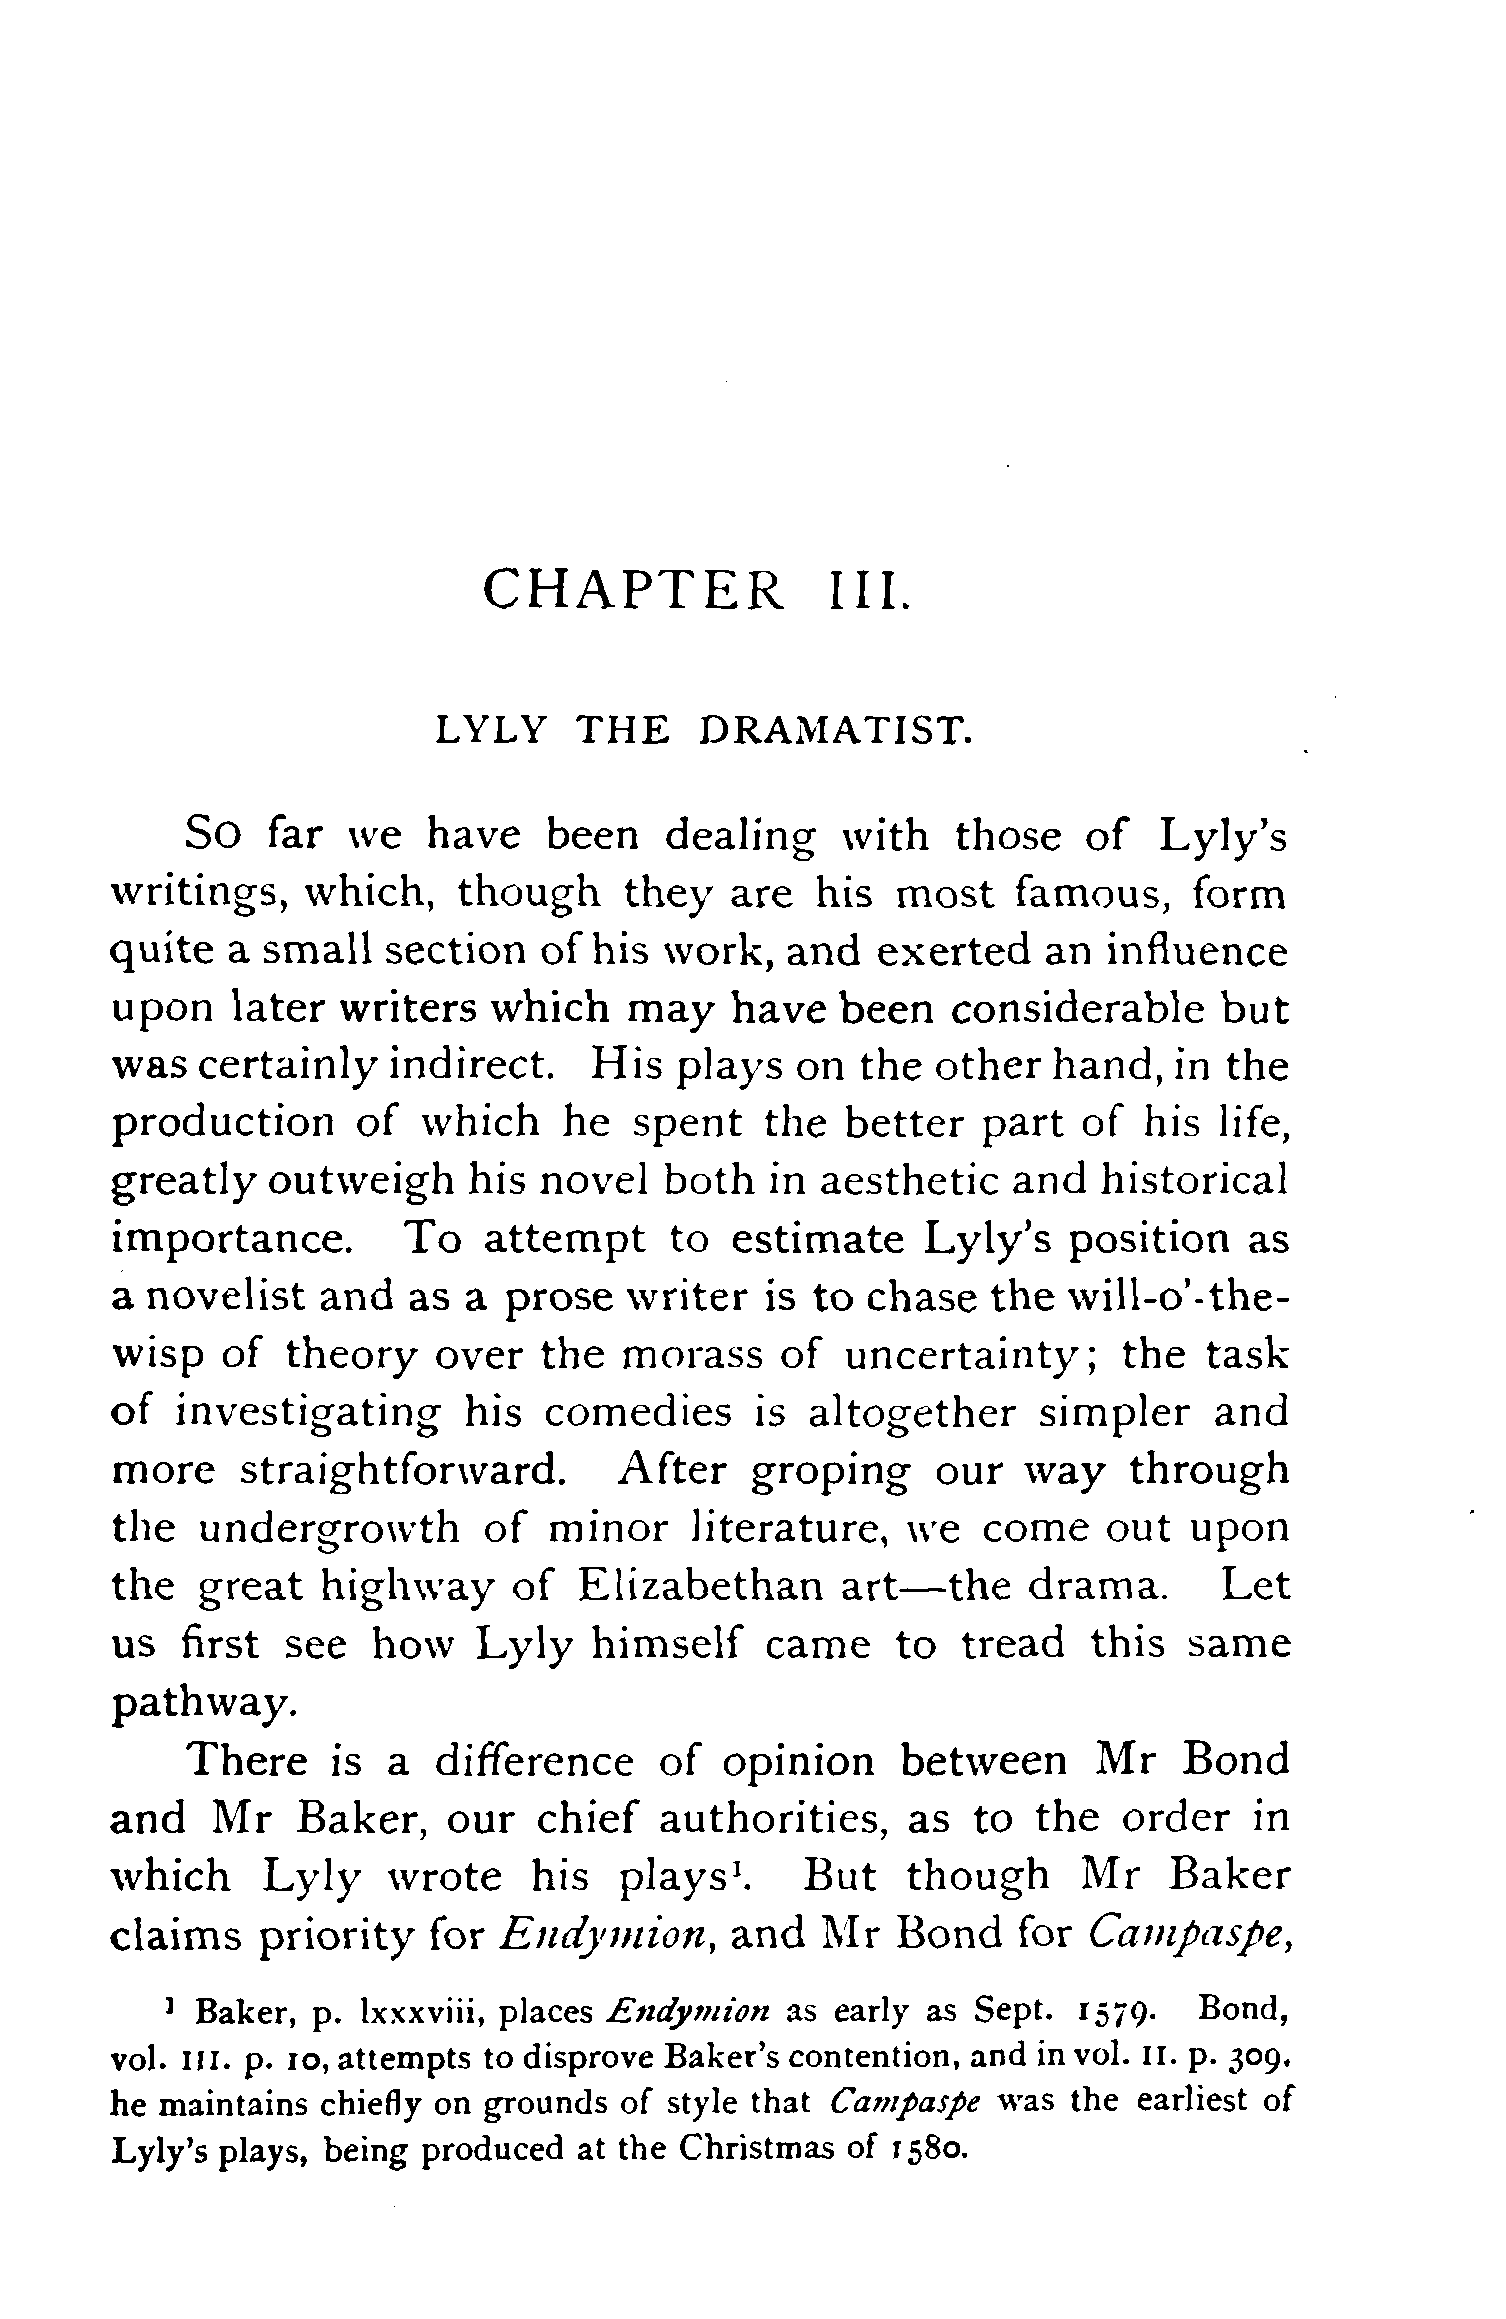 CHAPTER III.
LYLY THE DRAMATIST.
So far we have been dealing with those of Lyly's
writings, which, though they are his most famous, form
quite a small section of his work, and exerted an influence
upon later writers which may have been considerable but
was certainly indirect. His plays on the other hand, in the
production of which he spent the better part of his life,
greatly outweigh his novel both in aesthetic and historical
importance. To attempt to estimate Lyly's position as
a novelist and as a prose writer is to chase the will-o'-the-
wisp of theory over the morass of uncertainty; the task
of investigating his comedies is altogether simpler and
more straightforward. After groping our way through
the undergrowth of minor literature, we come out upon
the great highway of Elizabethan art—the drama. Let
us first see how Lyly himself came to tread this same
pathway.
There is a difference of opinion between Mr Bond
and Mr Baker, our chief authorities, as to the order in
which Lyly wrote his plays¹. But though Mr Baker
claims priority for Endymion, and Mr Bond for Campaspe,
¹ Baker, p. lxxxviii, places Endymion as early as Sept. 1579. Bond,
vol. III. p. 10, attempts to disprove Baker's contention, and in vol. II. p. 309,
he maintains chiefly on grounds of style that Campaspe was the earliest of
Lyly's plays, being produced at the Christmas of 1580.